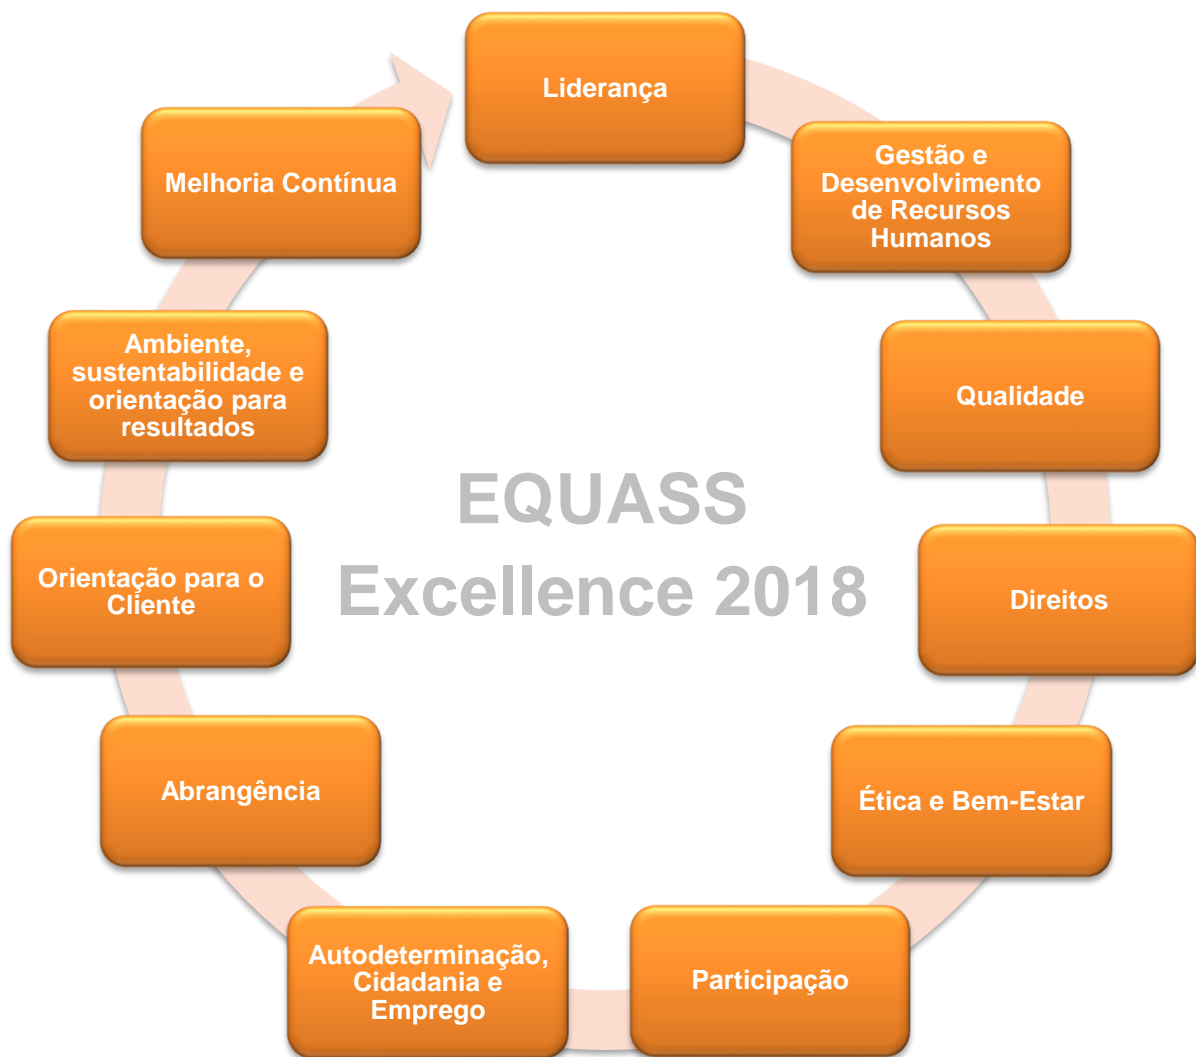 Liderança
Gestão e
Desenvolvimento
de Recursos
Humanos
Qualidade
Direitos
Ética e Bem-Estar
Participação
Autodeterminação,
Cidadania e
Emprego
Abrangência
Orientação para o
Cliente
Ambiente,
sustentabilidade e
orientação para
resultados
Melhoria Contínua
EQUASS
Excellence 2018